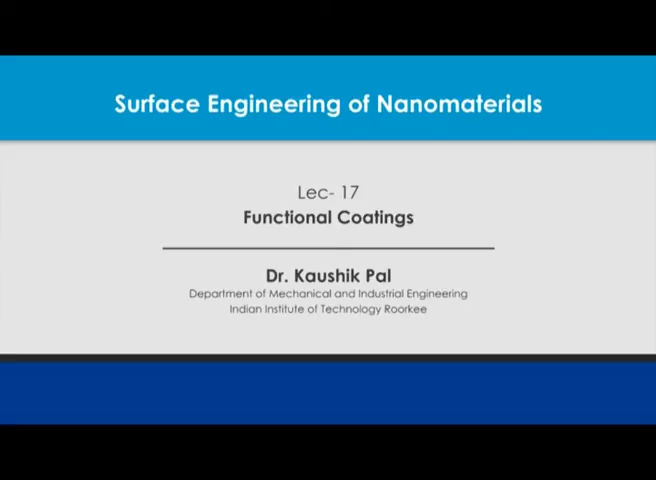 Surface Engineering of Nanomaterials
Lec- 17
Functional Coatings
Dr. Kaushik Pal
Department of Mechanical and Industrial Engineering
Indian Institute of Technology Roorkee